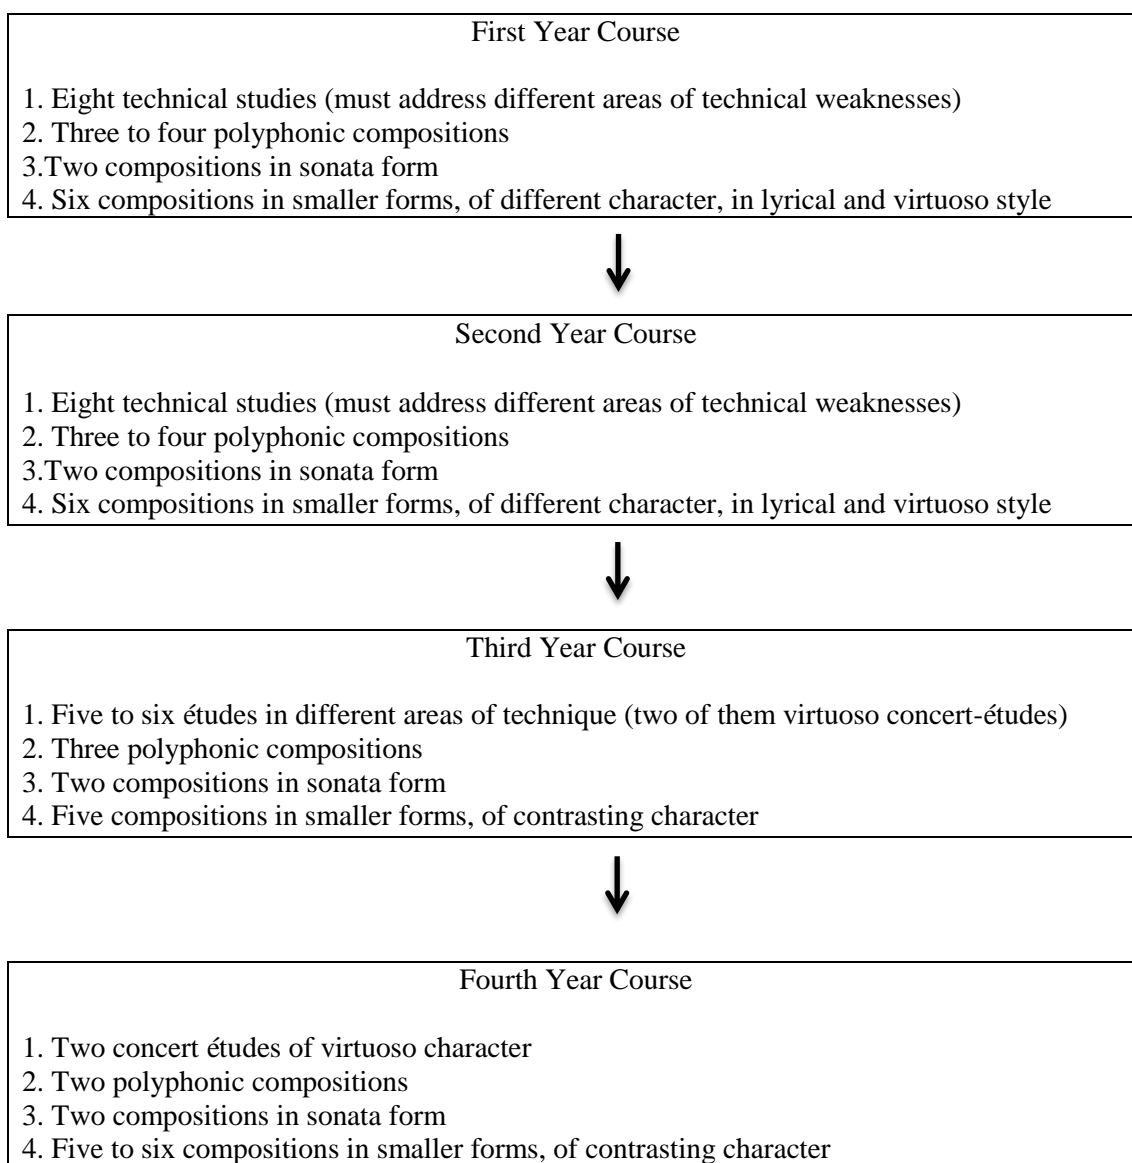 First Year Course
1. Eight technical studies (must address different areas of technical weaknesses)
2. Three to four polyphonic compositions
3.Two compositions in sonata form
4. Six compositions in smaller forms, of different character, in lyrical and virtuoso style
Second Year Course
1. Eight technical studies (must address different areas of technical weaknesses)
2. Three to four polyphonic compositions
3.Two compositions in sonata form
4. Six compositions in smaller forms, of different character, in lyrical and virtuoso style
Third Year Course
1. Five to six études in different areas of technique (two of them virtuoso concert-études)
2. Three polyphonic compositions
3. Two compositions in sonata form
4. Five compositions in smaller forms, of contrasting character
Fourth Year Course
1. Two concert études of virtuoso character
2. Two polyphonic compositions
3. Two compositions in sonata form
4. Five to six compositions in smaller forms, of contrasting character